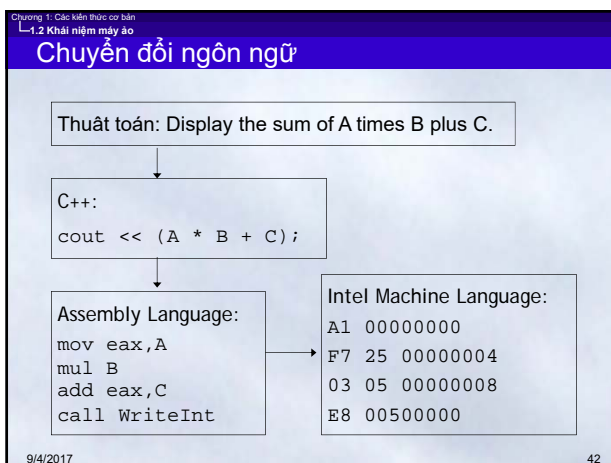 Chương 1: Các kiến thức cơ bản
1.2 Khái niệm máy ảo
Chuyển đổi ngôn ngữ
Thuât toán: Display the sum of A times B plus C.
C++:
cout << (A * B + C);
Assembly Language:
mov eax,A
mul B
add eax,C
call WriteInt
Intel Machine Language:
A1 00000000
F7 25 00000004
03 05 00000008
E8 00500000
9/4/2017
42